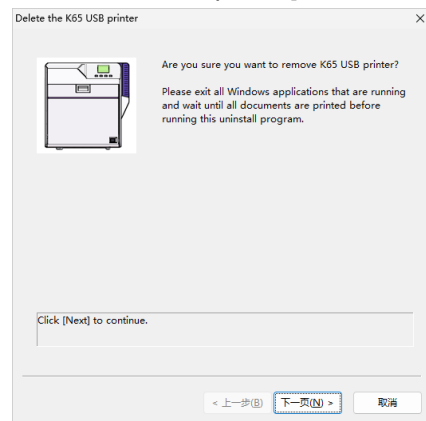 Delete the K65 USB printer
Are you sure you want to remove K65 USB printer?
Please exit all Windows applications that are running
and wait until all documents are printed before
running this uninstall program.
Click [Next] to continue.
< 上一步(B)
下一页(N) >
取消